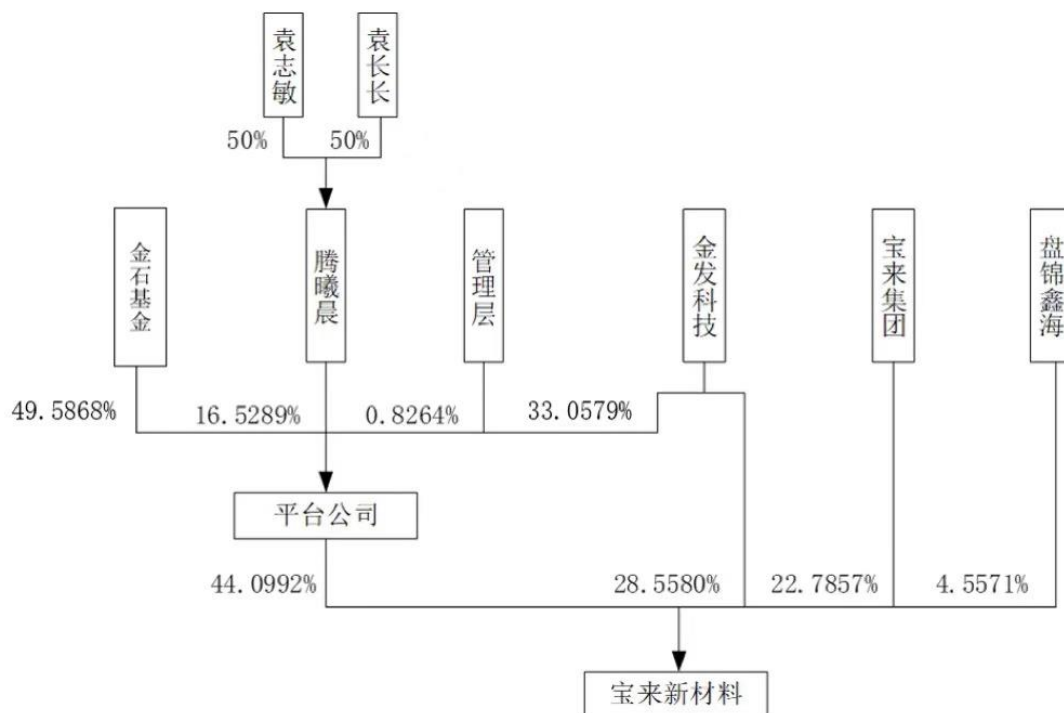 袁志敏
袁长长
50%
50%
金石基金
腾曦晨
管理层
金发科技
宝来集团
盘锦鑫海
49.5868%
16.5289%
0.8264%
33.0579%
平台公司
44.0992%
28.5580%
22.7857%
4.5571%
宝来新材料